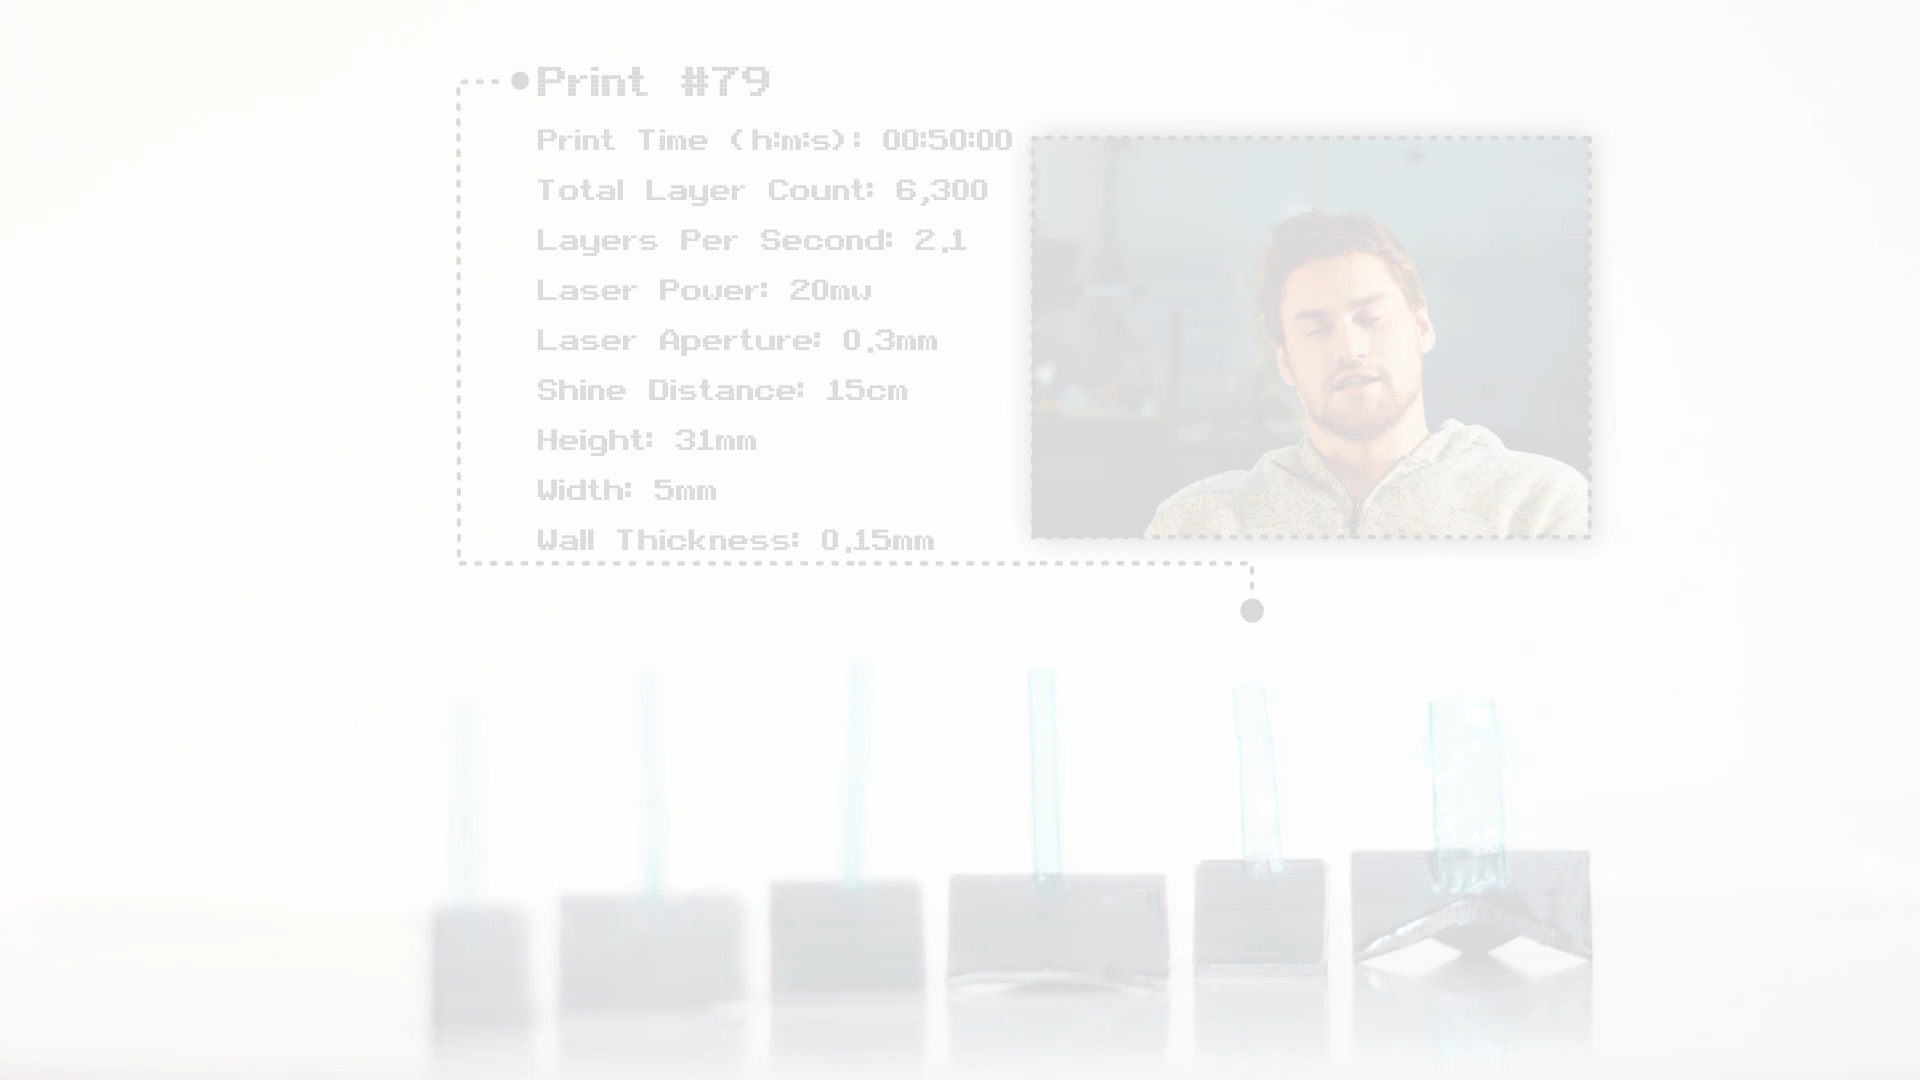 Print #79
Print Time (h:m:s): 00:50:00
Total Layer Count: 6,300
Layers Per Second: 2.1
Laser Power: 20mw
Laser Aperture: 0.3mm
Shine Distance: 15cm
Height: 31mm
Width: 5mm
Wall Thickness: 0.15mm